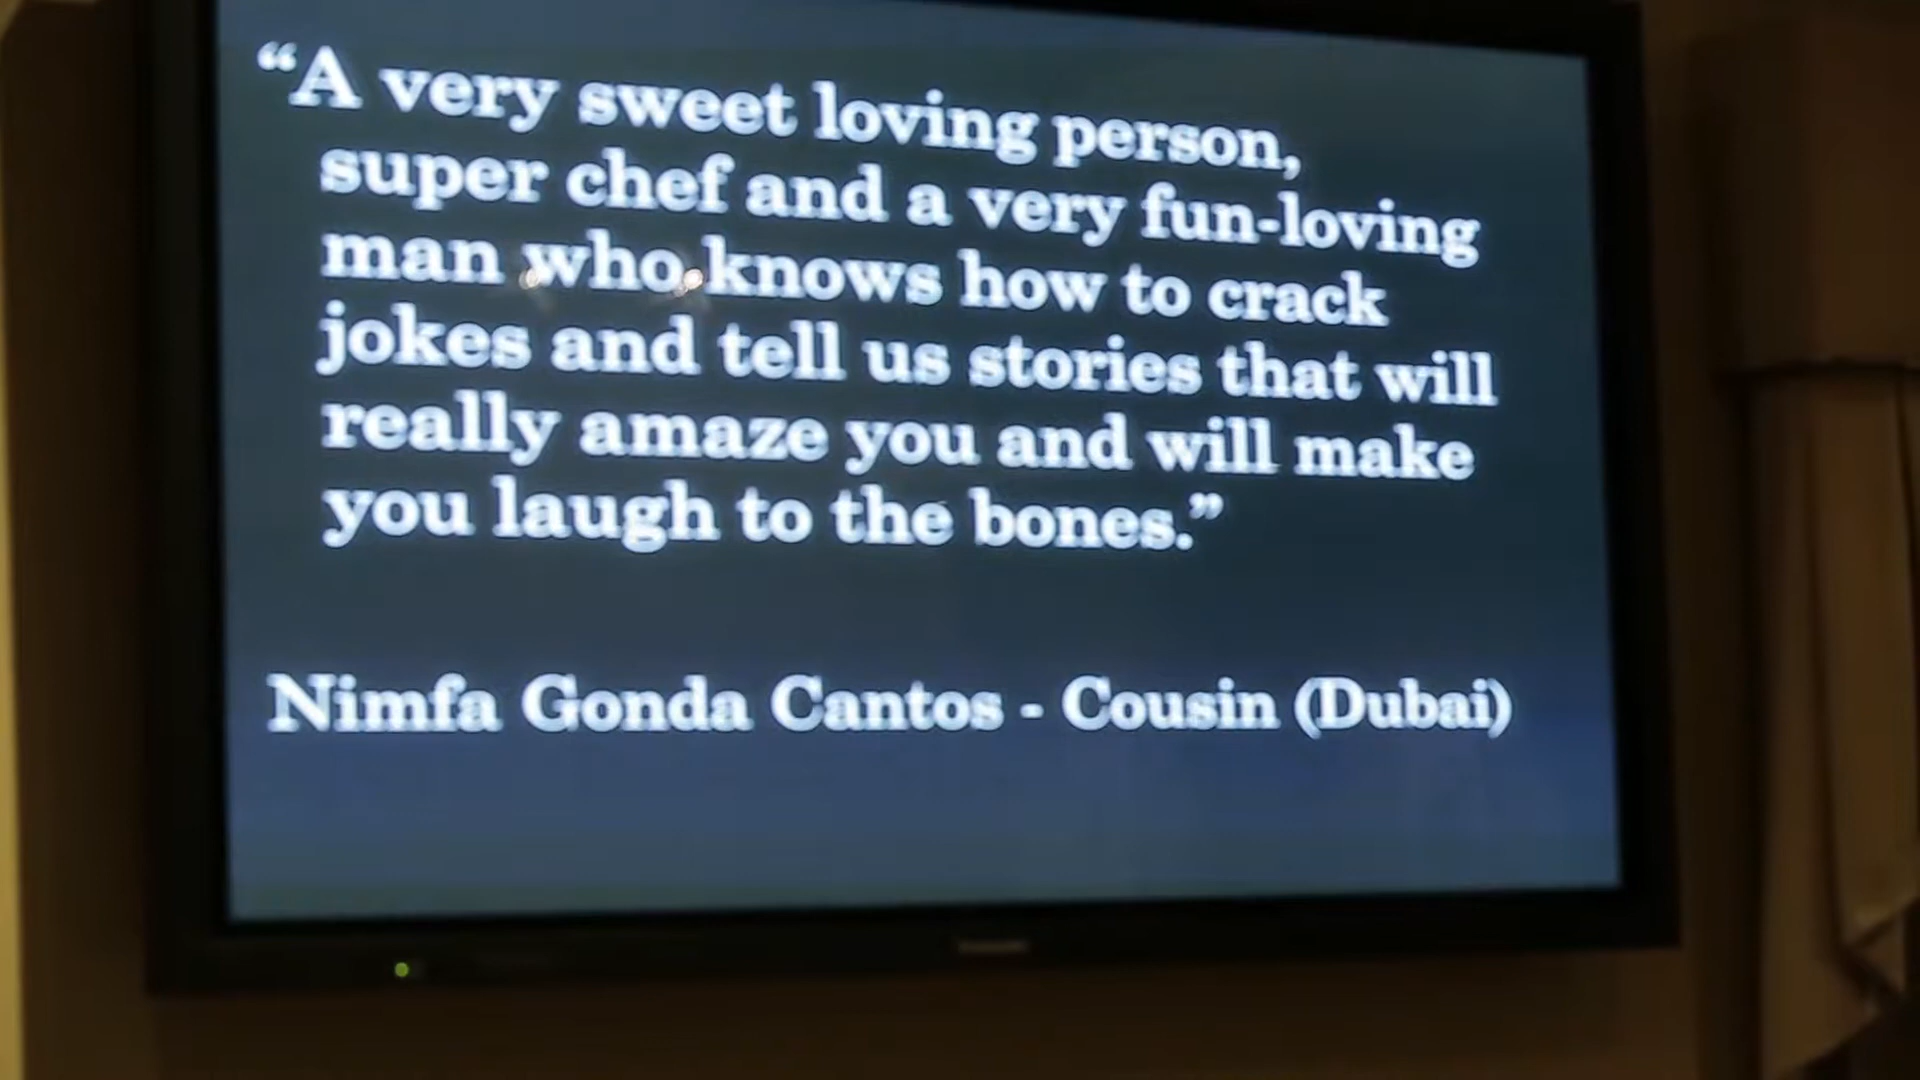 “A very sweet loving person,
super chef and a very fun-loving
man who knows how to crack
jokes and tell us stories that will
really amaze you and will make
you laugh to the bones.”
Nimfa Gonda Cantos - Cousin (Dubai)